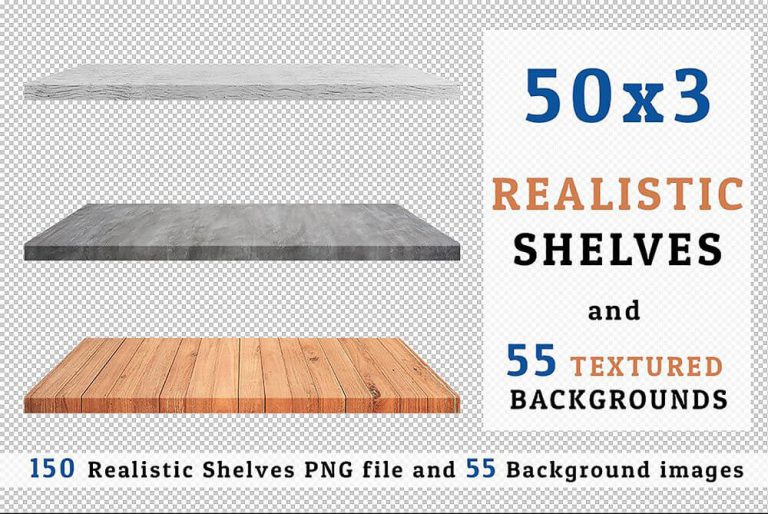 50x3
REALISTIC
SHELVES
and
55 TEXTURED
BACKGROUNDS
150 Realistic Shelves PNG file and 55 Background images